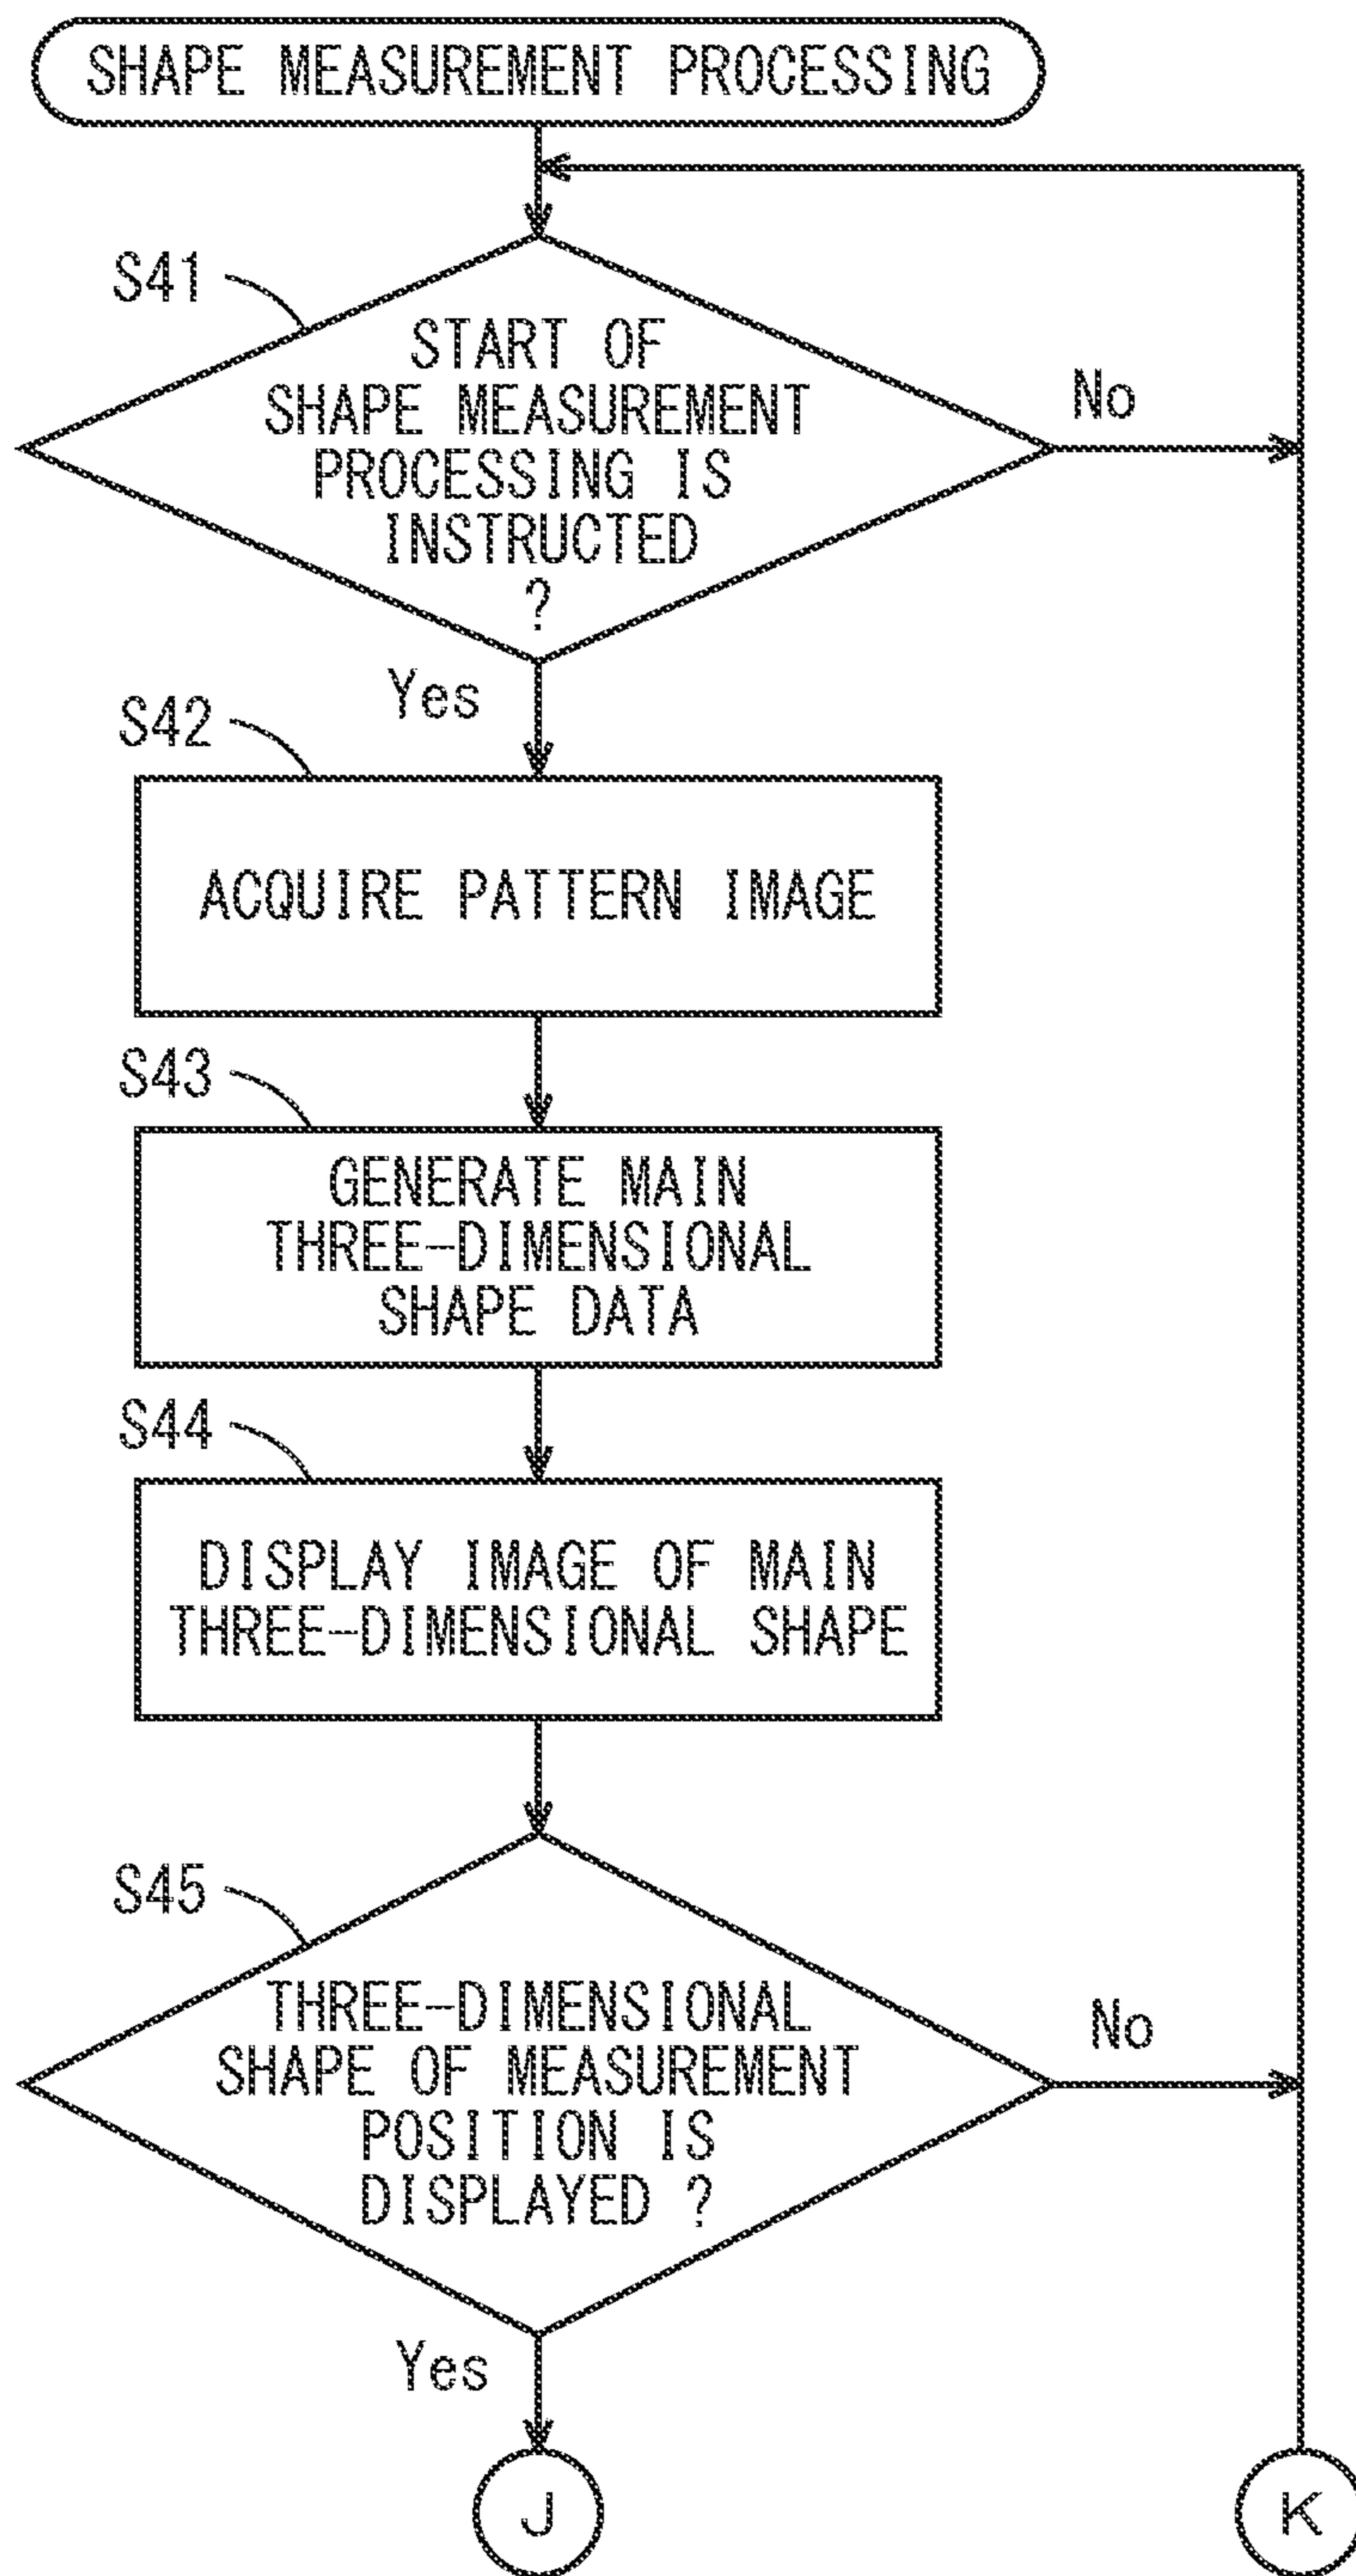 SHAPE MEASUREMENT PROCESSING
S41
START OF
SHAPE MEASUREMENT
PROCESSING IS
INSTRUCTED
?
No
Yes
S42
ACQUIRE PATTERN IMAGE
S43
GENERATE MAIN
THREE-DIMENSIONAL
SHAPE DATA
S44
DISPLAY IMAGE OF MAIN
THREE-DIMENSIONAL SHAPE
S45
THREE-DIMENSIONAL
SHAPE OF MEASUREMENT
POSITION IS
DISPLAYED ?
No
Yes
J
K